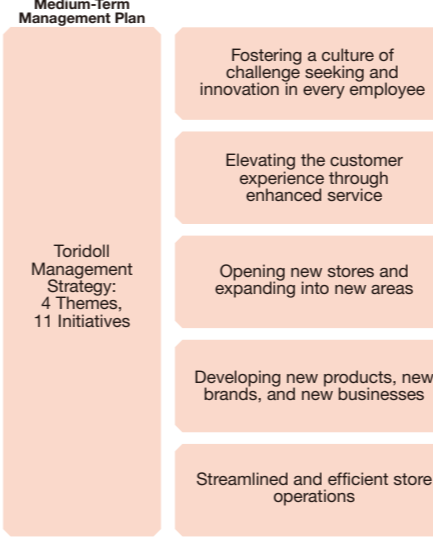 Medium-Term
Management Plan
Toridoll
Management
Strategy:
4 Themes,
11 Initiatives
Fostering a culture of
challenge seeking and
innovation in every employee
Elevating the customer
experience through
enhanced service
Opening new stores and
expanding into new areas
Developing new products, new
brands, and new businesses
Streamlined and efficient store
operations